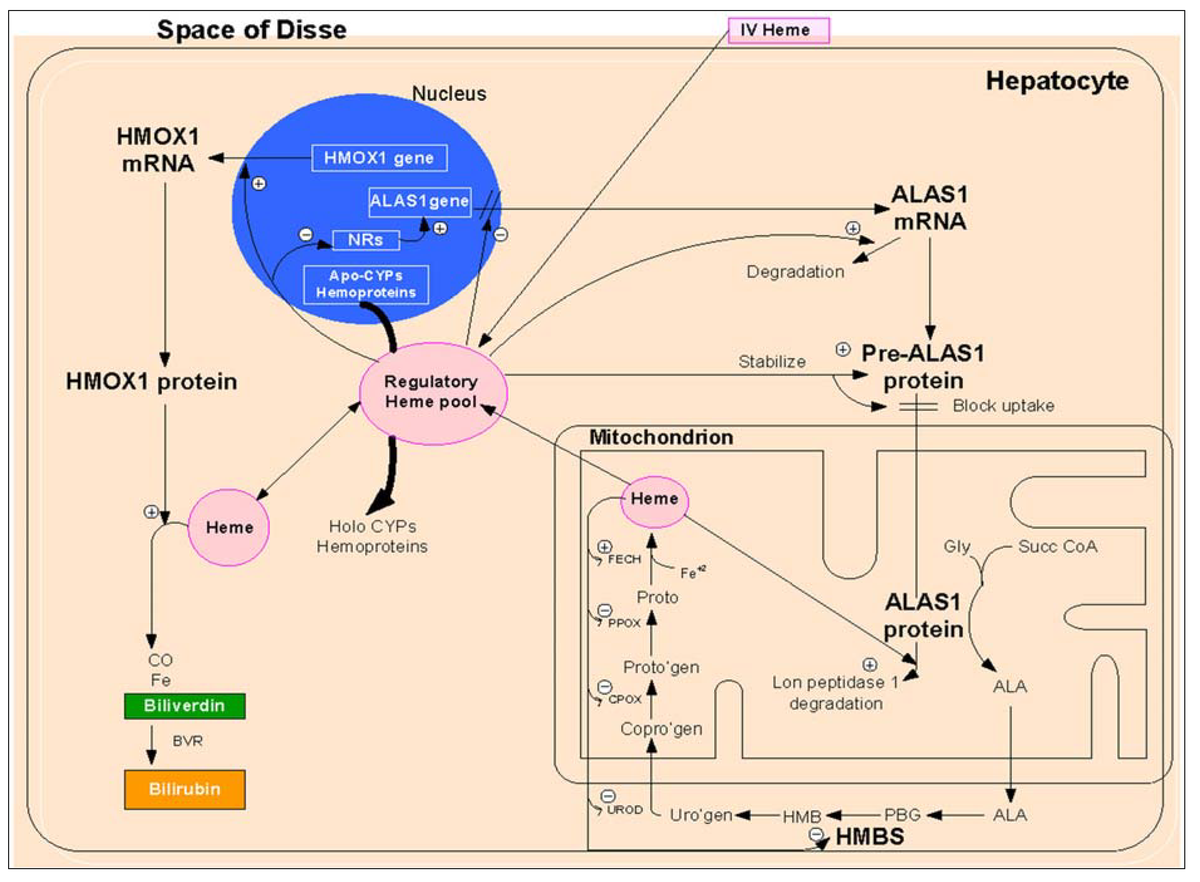 Space of Disse
IV Heme
Hepatocyte
Nucleus
HMOX1
mRNA
HMOX1 gene
+
ALAS1gene
NRs
−
+
−
Apo-CYPs
Hemoproteins
ALAS1
mRNA
+
Degradation
HMOX1 protein
Regulatory
Heme pool
Stabilize
+
Pre-ALAS1
protein
Block uptake
Mitochondrion
+
Heme
Holo CYPs
Hemoproteins
Heme
+
FECH
Fe+2
Proto
−
PPOX
Proto'gen
−
CPOX
Copro'gen
Gly
Succ CoA
ALAS1
protein
+
Lon peptidase 1
degradation
ALA
CO
Fe
Biliverdin
BVR
Bilirubin
−
UROD
Uro'gen
HMB
PBG
ALA
−
HMBS